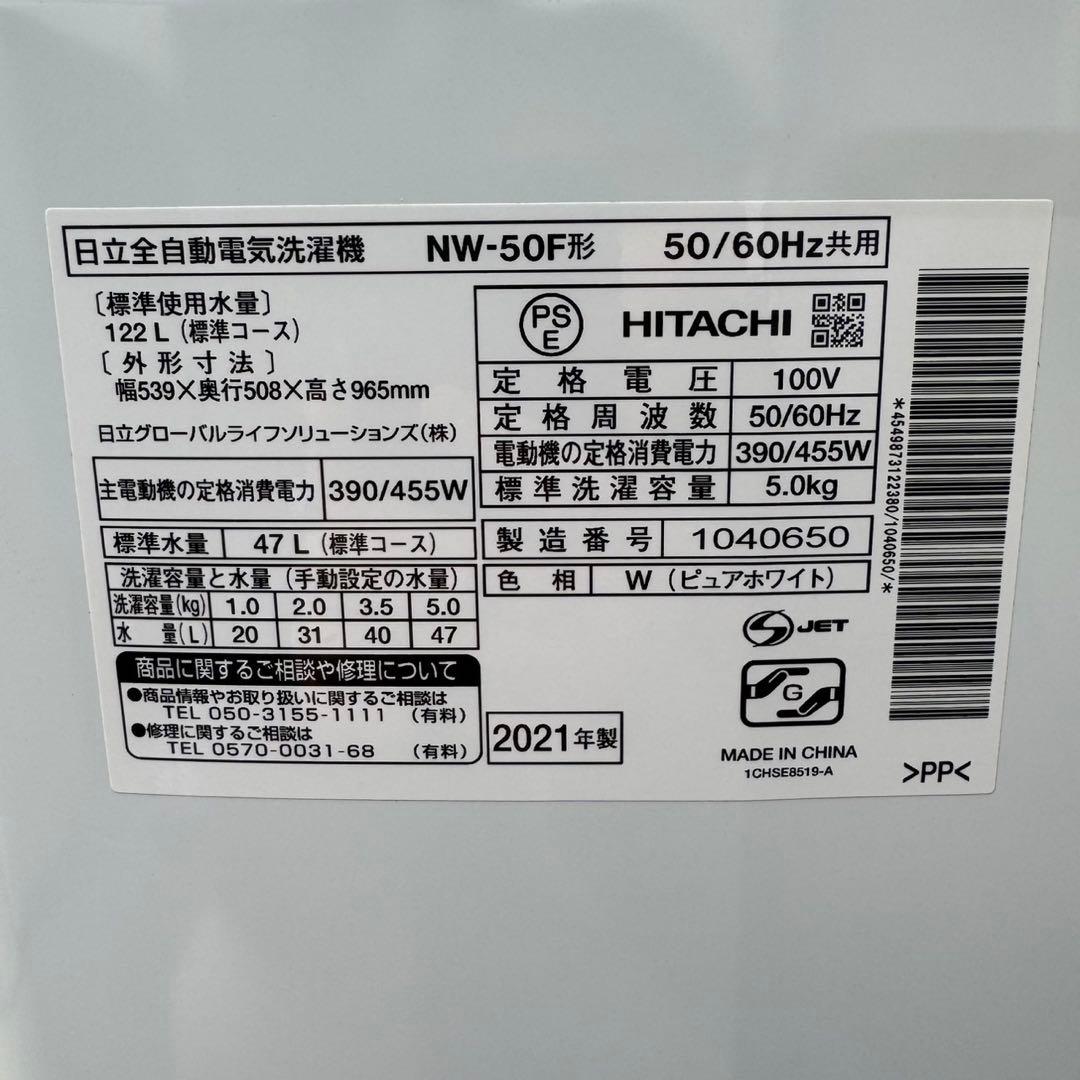 日立全自動電気洗濯機 NW-50F形 50/60Hz共用
〔標準使用水量〕
122 L (標準コース)
〔外形寸法〕
幅539×奥行508×高さ965mm
日立グローバルライフソリューションズ(株)
主電動機の定格消費電力 390/455W
標準水量 47 L (標準コース)
洗濯容量と水量 (手動設定の水量)
洗濯容量(kg) 1.0 2.0 3.5 5.0
水量(L) 20 31 40 47
商品に関するご相談や修理について
●商品情報やお取り扱いに関するご相談は
TEL 050-3155-1111 (有料)
●修理に関するご相談は
TEL 0570-0031-68 (有料)
PS
E
HITACHI
定格電圧 100V
定格周波数 50/60Hz
電動機の定格消費電力 390/455W
標準洗濯容量 5.0kg
製造番号 1040650
色相 W (ピュアホワイト)
S JET
G
2021年製
MADE IN CHINA
1CHSE8519-A
*4549873122380/1040650/*
>PP<